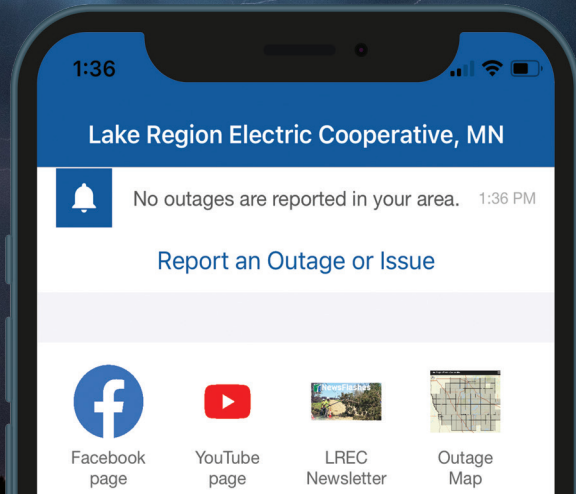 1:36
Lake Region Electric Cooperative, MN
No outages are reported in your area. 1:36 PM
Report an Outage or Issue
NewsFlashes
Facebook page
YouTube page
LREC Newsletter
Outage Map